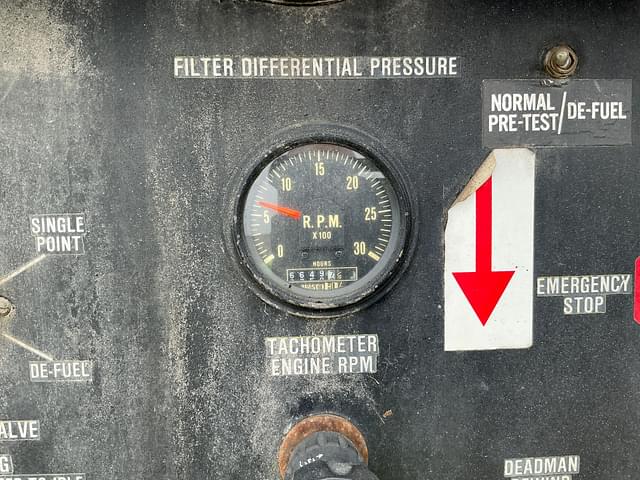 FILTER DIFFERENTIAL PRESSURE
NORMAL / DE-FUEL
PRE-TEST
0
5
10
15
20
25
30
R.P.M.
X100
HOURS
SINGLE
POINT
DE-FUEL
EMERGENCY
STOP
TACHOMETER
ENGINE RPM
ALVE
G
DEADMAN